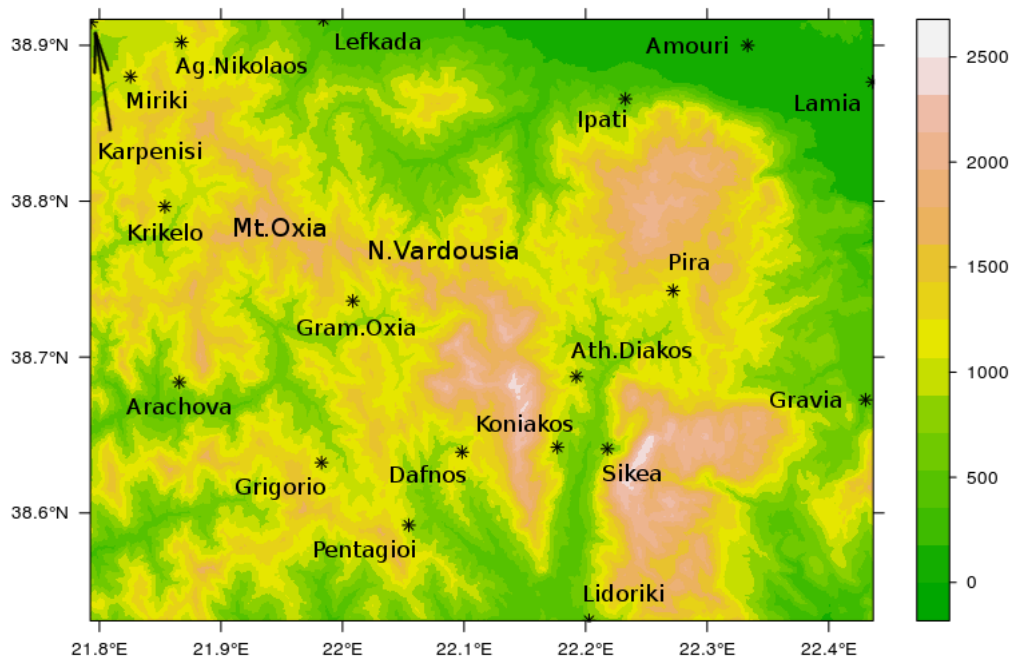 38.9°N
Lefkada
Amouri
2500
Ag.Nikolaos
Miriki
Lamia
Ipati
Karpenisi
2000
38.8°N
Krikelo
Mt.Oxia
N.Vardousia
Pira
1500
Gram.Oxia
38.7°N
Ath.Diakos
1000
Arachova
Gravia
Koniakos
Dafnos
Sikea
500
Grigorio
38.6°N
Pentagioi
0
Lidoriki
21.8°E 21.9°E 22°E 22.1°E 22.2°E 22.3°E 22.4°E